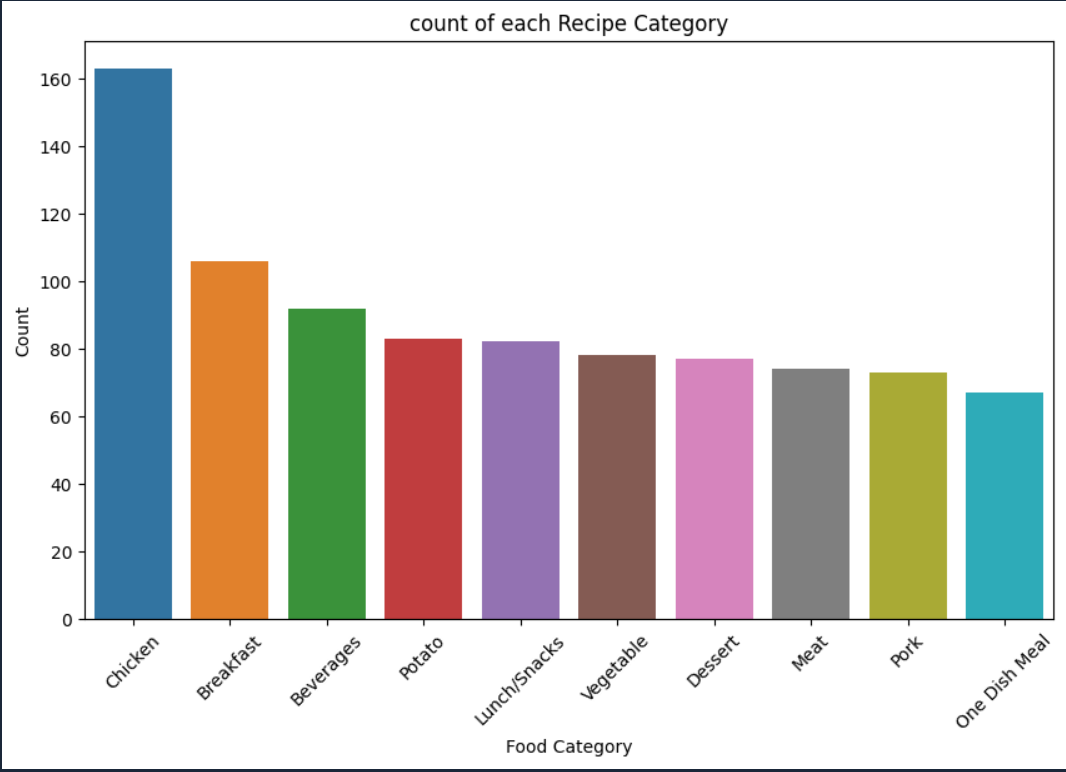 count of each Recipe Category
Count
160
140
120
100
80
60
40
20
0
Chicken
Breakfast
Beverages
Potato
Lunch/Snacks
Vegetable
Dessert
Meat
Pork
One Dish Meal
Food Category